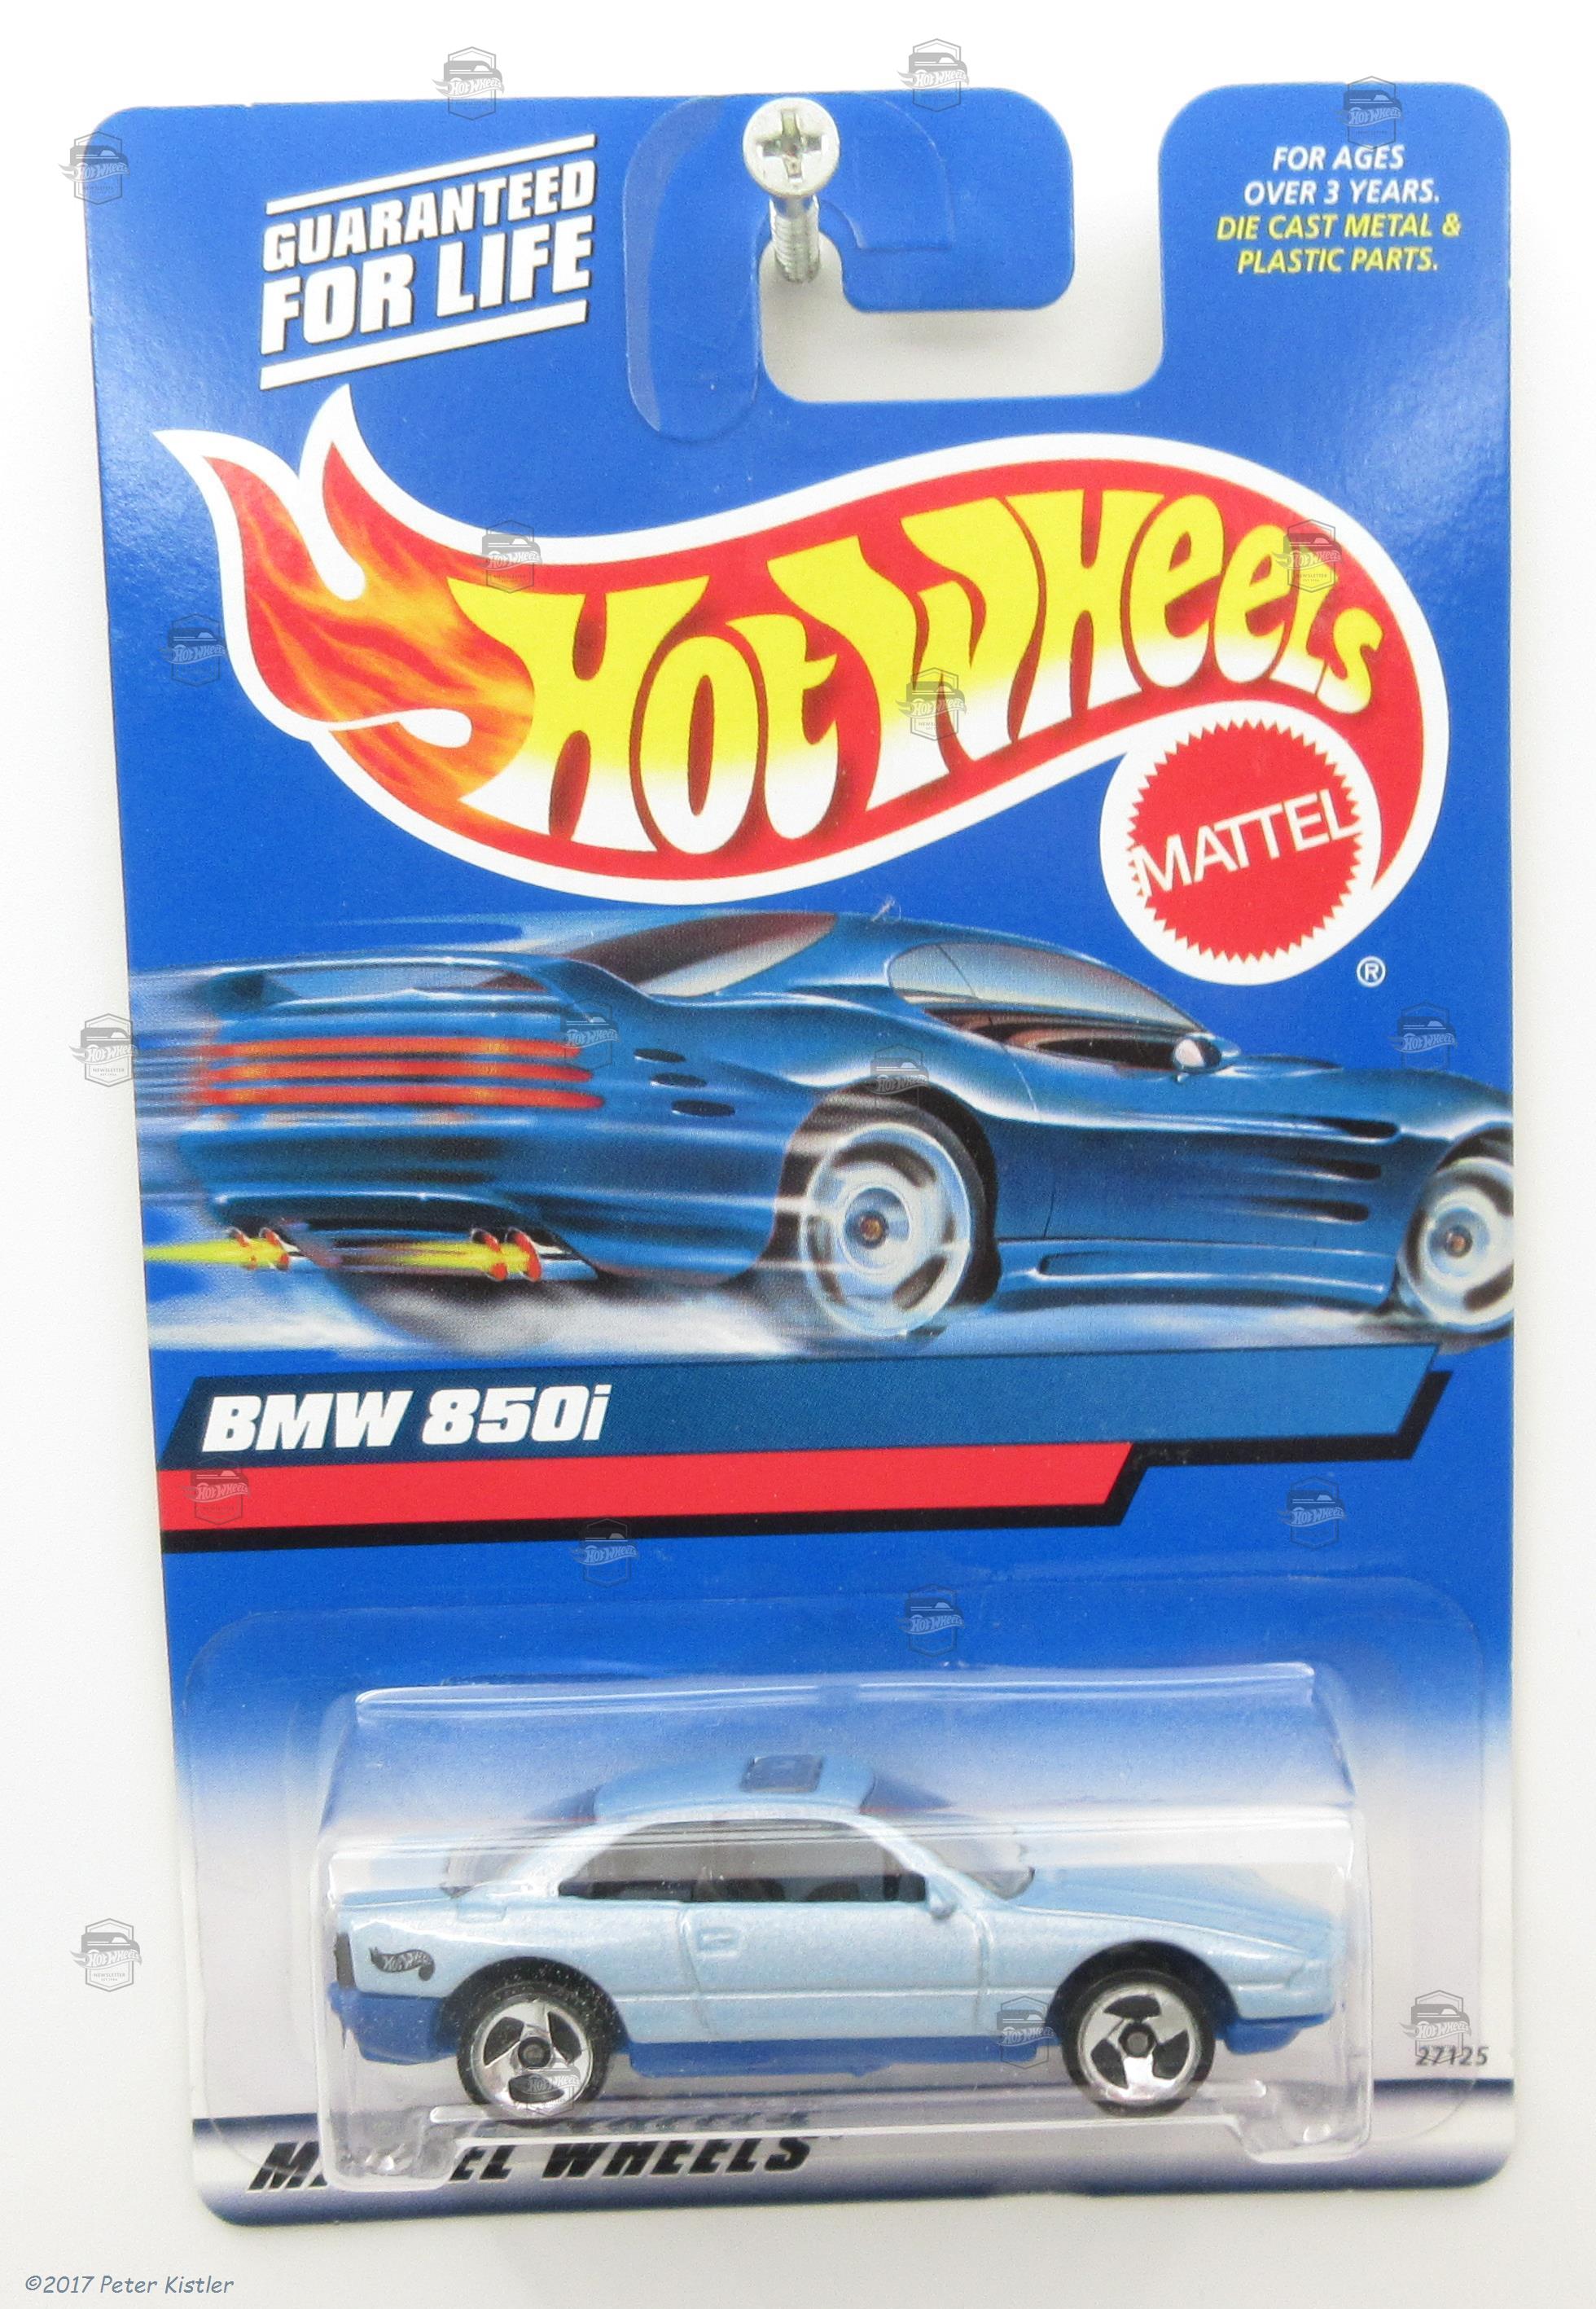 GUARANTEED
FOR LIFE
FOR AGES
OVER 3 YEARS.
DIE CAST METAL &
PLASTIC PARTS.
HOT WHEELS
MATTEL
®
BMW 850i
27125
WHEELS
©2017 Peter Kistler